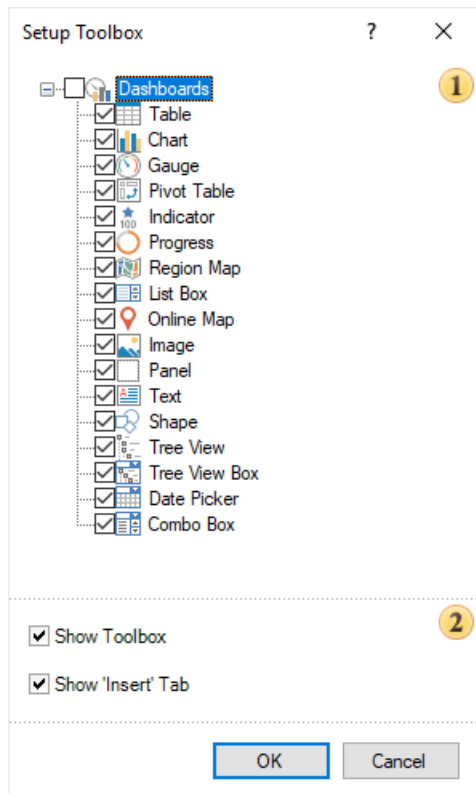 Setup Toolbox ?
Dashboards 1
Table
Chart
Gauge
Pivot Table
100 Indicator
Progress
Region Map
List Box
Online Map
Image
Panel
A Text
Shape
Tree View
Tree View Box
Date Picker
Combo Box
Show Toolbox 2
Show 'Insert' Tab
OK Cancel